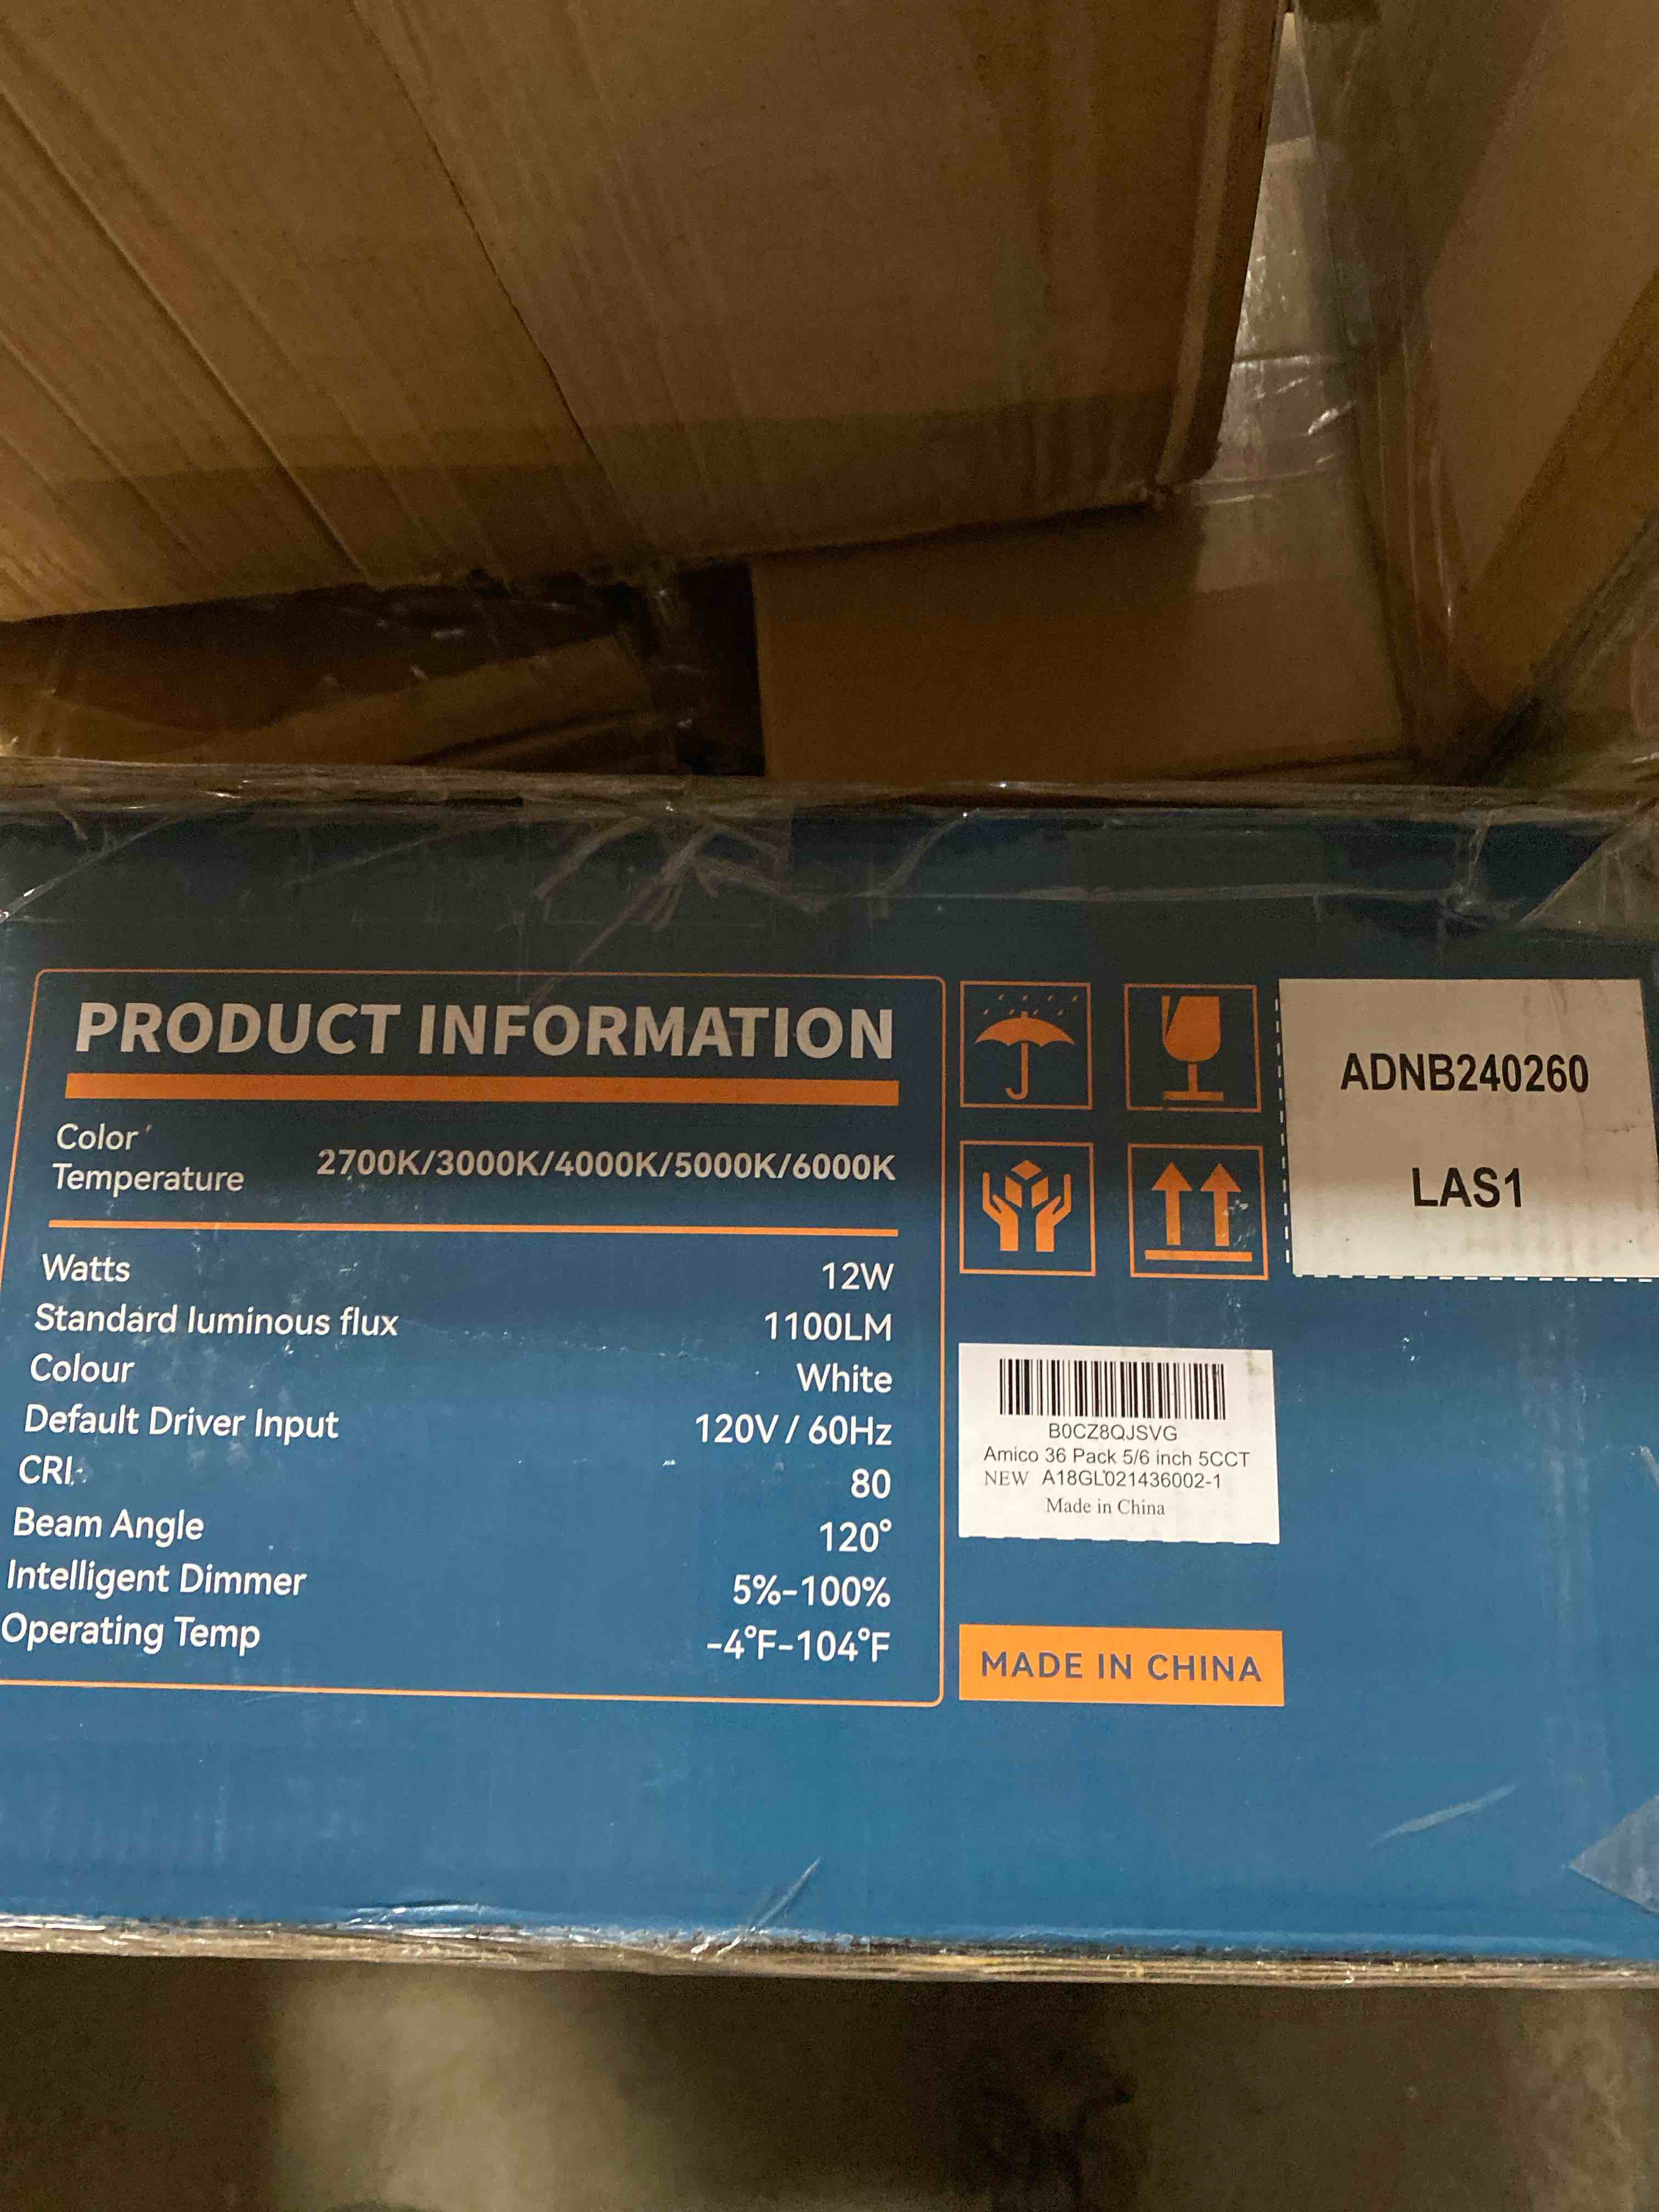 PRODUCT INFORMATION
Color Temperature 2700K/3000K/4000K/5000K/6000K
Watts 12W
Standard luminous flux 1100LM
Colour White
Default Driver Input 120V / 60Hz
CRI 80
Beam Angle 120°
Intelligent Dimmer 5%-100%
Operating Temp -4°F-104°F
ADNB240260
LAS1
B0CZ8QJSVG
Amico 36 Pack 5/6 inch 5CCT
NEW A18GL021436002-1
Made in China
MADE IN CHINA